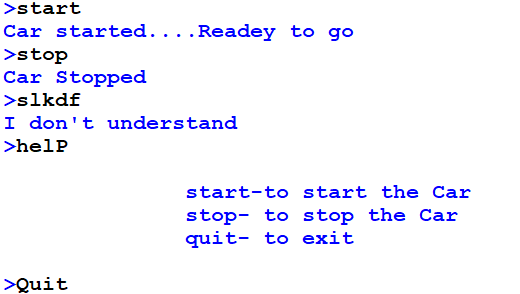 >start
Car started....Readey to go
>stop
Car Stopped
>slkdf
I don't understand
>helP
start-to start the Car
stop- to stop the Car
quit- to exit
>Quit